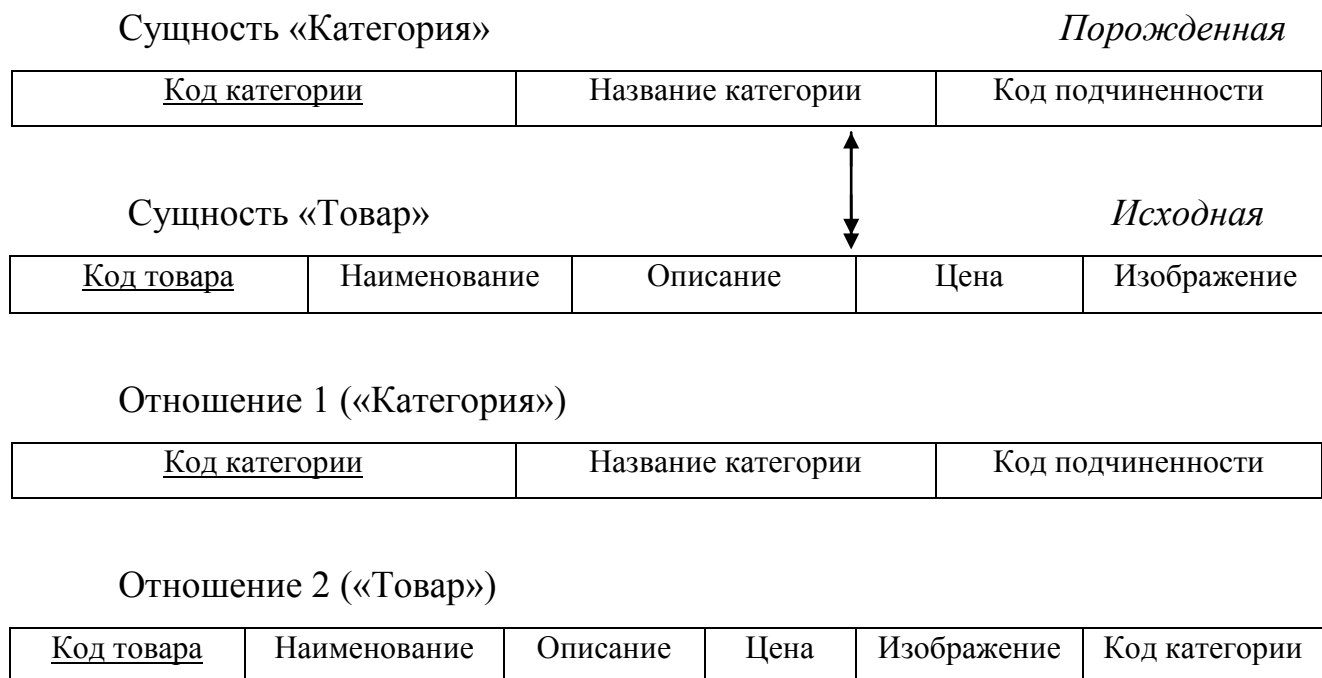 Сущность «Категория» Порожденная
Код категории Название категории Код подчиненности
Сущность «Товар» Исходная
Код товара Наименование Описание Цена Изображение
Отношение 1 («Категория»)
Код категории Название категории Код подчиненности
Отношение 2 («Товар»)
Код товара Наименование Описание Цена Изображение Код категории